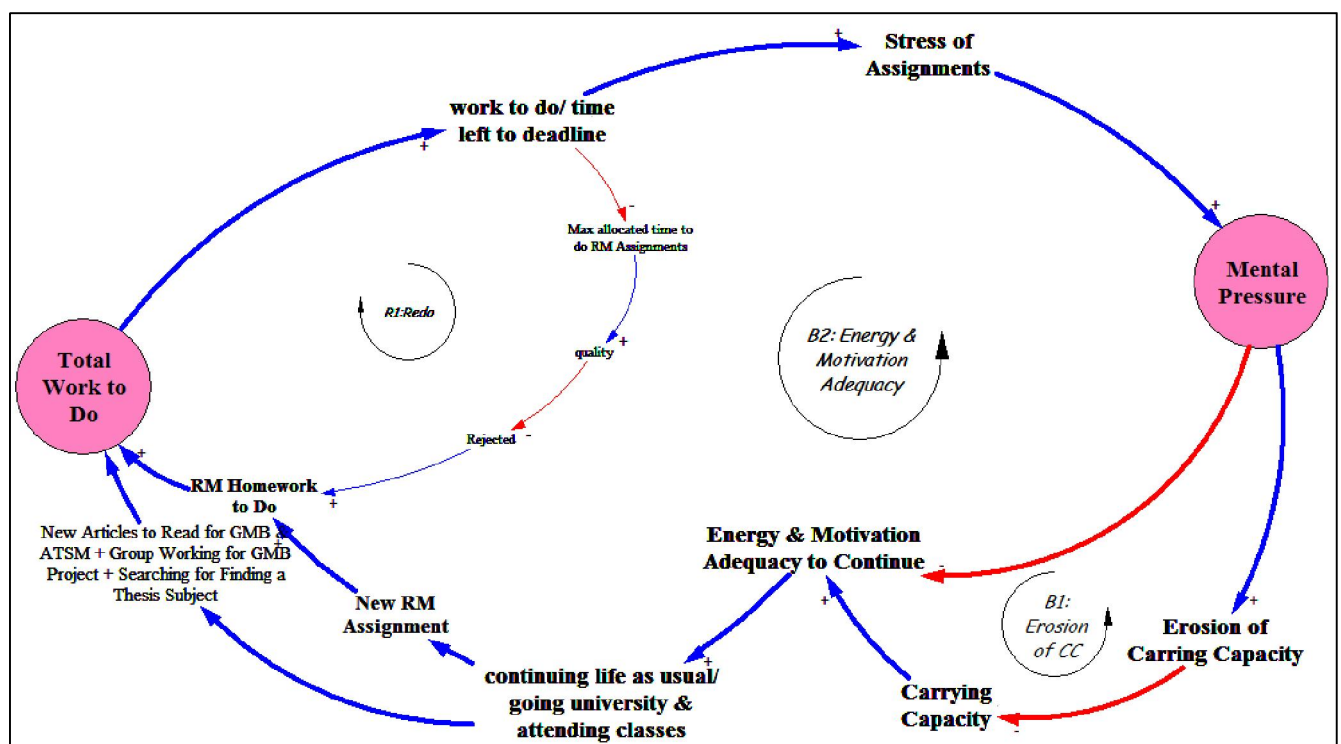 Stress of
Assignments
work to do/ time
left to deadline
Max allocated time to
do RM Assignments
Mental
Pressure
R1:Redo
B2: Energy &
Motivation
Adequacy
quality
Total
Work to
Do
Rejected
RM Homework
to Do
New Articles to Read for GMB &
ATSM + Group Working for GMB
Project + Searching for Finding a
Thesis Subject
Energy & Motivation
Adequacy to Continue
New RM
Assignment
B1:
Erosion
of CC
Erosion of
Carring Capacity
continuing life as usual/
going university &
attending classes
Carrying
Capacity
+
+
+
-
+
-
+
+
+
+
+
-
+
-